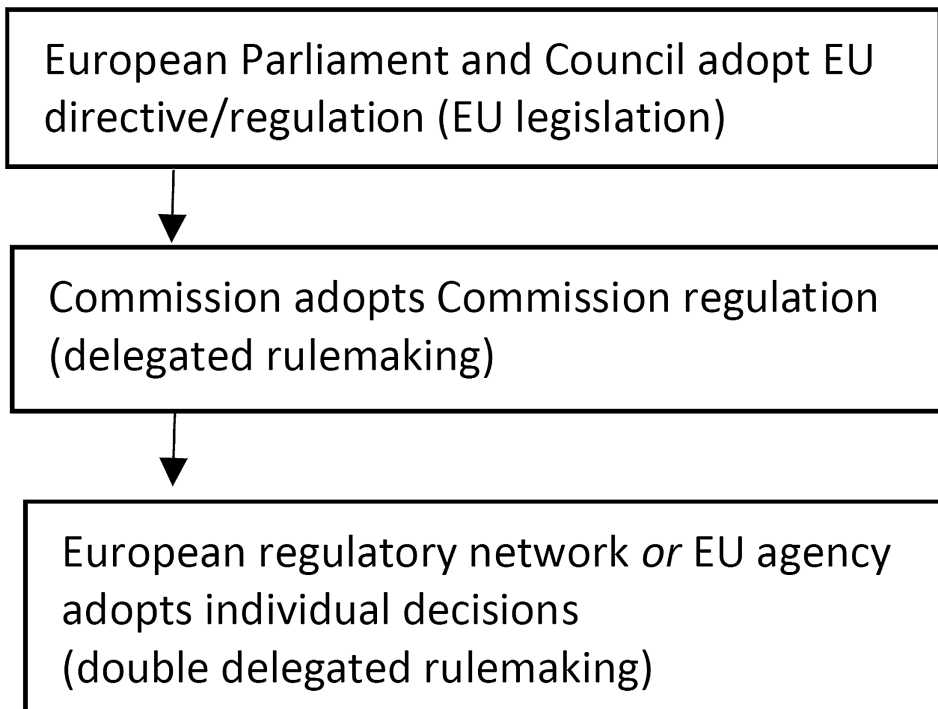 European Parliament and Council adopt EU
directive/regulation (EU legislation)
Commission adopts Commission regulation
(delegated rulemaking)
European regulatory network or EU agency
adopts individual decisions
(double delegated rulemaking)